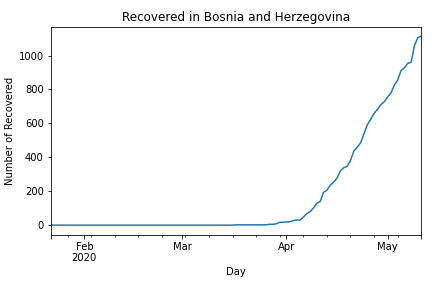 Recovered in Bosnia and Herzegovina
Number of Recovered
1000
800
600
400
200
0
Feb
2020
Mar
Apr
May
Day